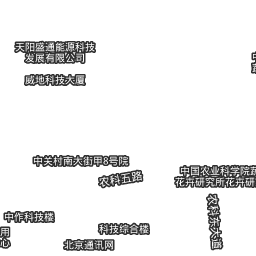 天阳盛通能源科技
发展有限公司
威地科技大厦
中关村南大街甲8号院
农科五路
中国农业科学院蔬
花卉研究所花卉研
农科东大道
中作科技楼
用
心
科技综合楼
北京通讯网